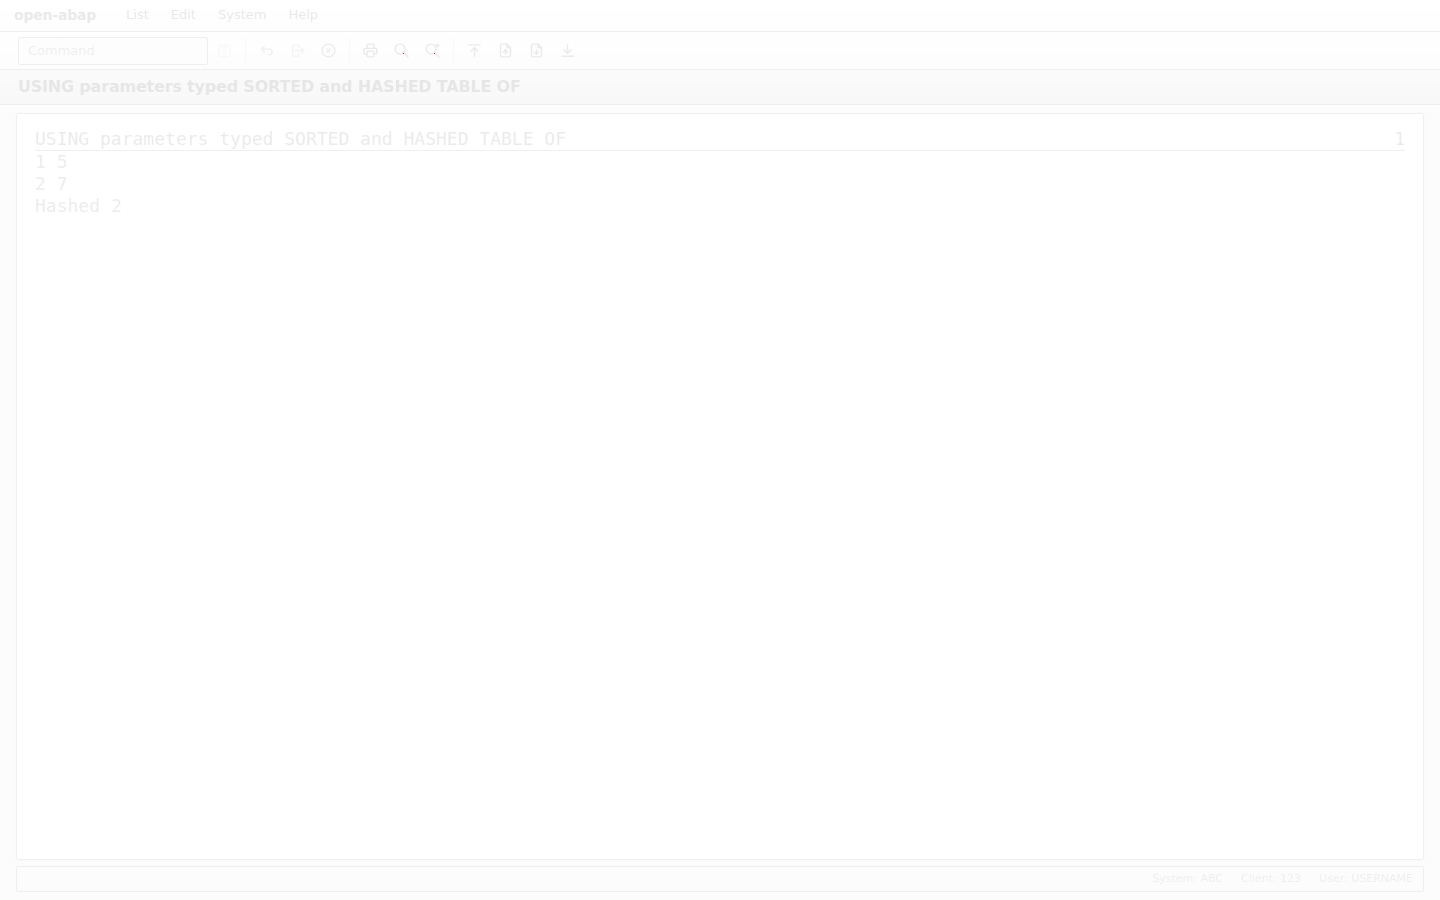 open-abap List Edit System Help
Command
USING parameters typed SORTED and HASHED TABLE OF
USING parameters typed SORTED and HASHED TABLE OF 1
1 5
2 7
Hashed 2
System: ABC Client: 123 User: USERNAME